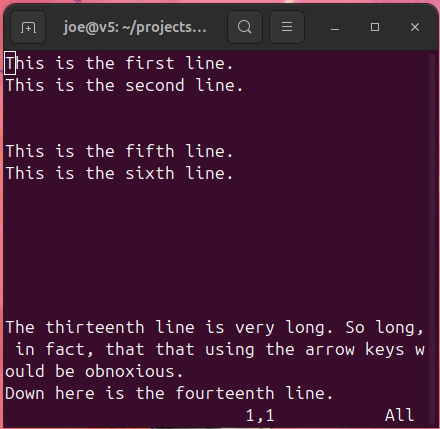 joe@v5: ~/projects...
This is the first line.
This is the second line.
This is the fifth line.
This is the sixth line.
The thirteenth line is very long. So long,
in fact, that that using the arrow keys w
ould be obnoxious.
Down here is the fourteenth line.
1,1 All